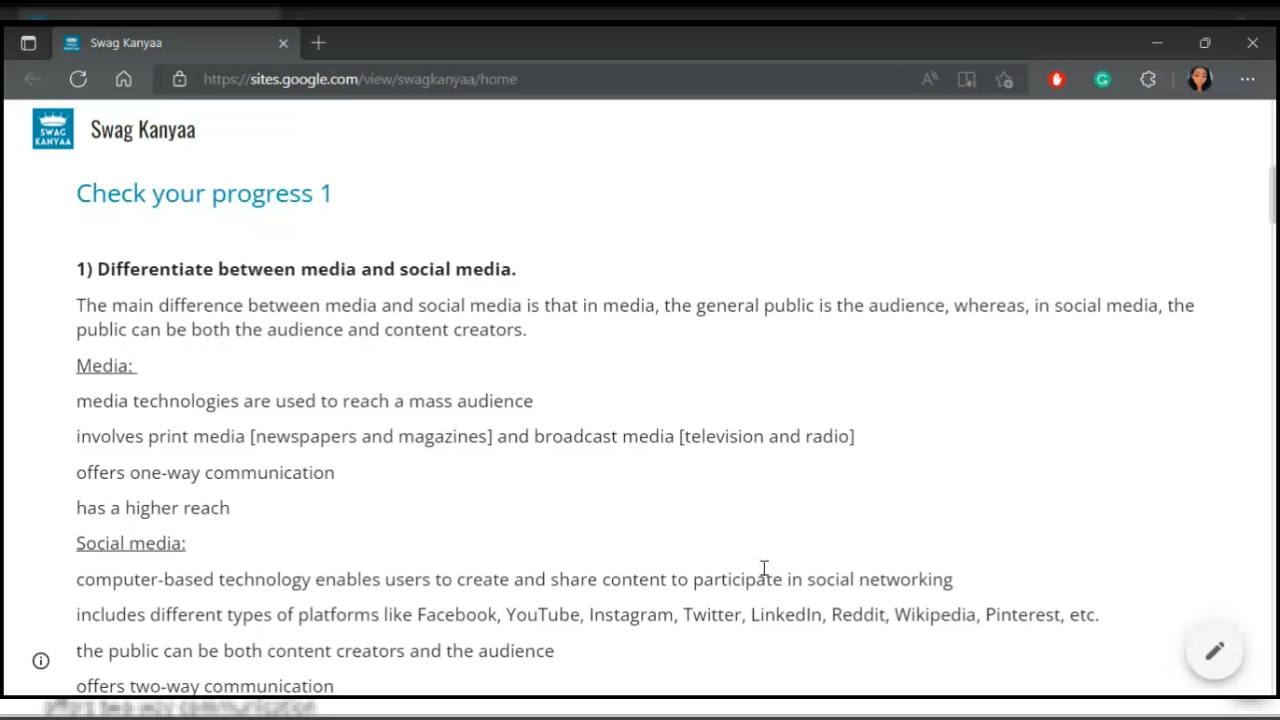 Swag Kanyaa
https://sites.google.com/view/swagkanyaa/home
SWAG
KANYAA
Swag Kanyaa
Check your progress 1
1) Differentiate between media and social media.
The main difference between media and social media is that in media, the general public is the audience, whereas, in social media, the
public can be both the audience and content creators.
Media:
media technologies are used to reach a mass audience
involves print media [newspapers and magazines] and broadcast media [television and radio]
offers one-way communication
has a higher reach
Social media:
computer-based technology enables users to create and share content to participate in social networking
includes different types of platforms like Facebook, YouTube, Instagram, Twitter, LinkedIn, Reddit, Wikipedia, Pinterest, etc.
the public can be both content creators and the audience
offers two-way communication